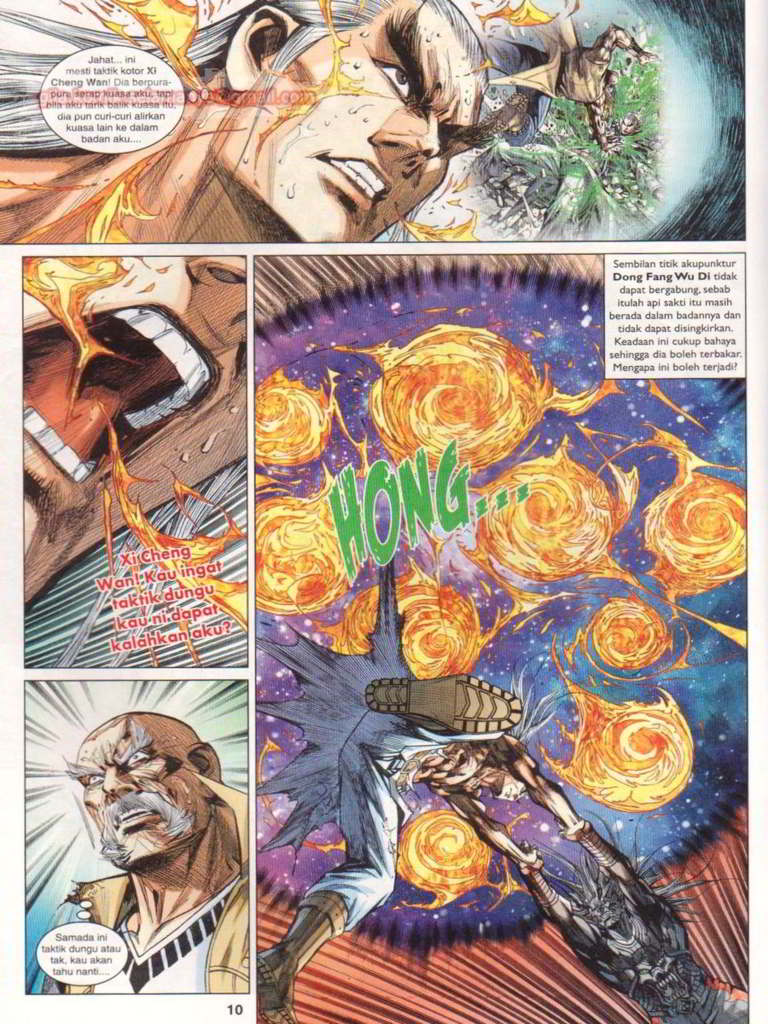 Jahat... ini
mesti taktik kotor Xi
Cheng Wan! Dia berpura-
pura serap kuasa aku, tapi
bila aku tarik balik kuasa itu,
dia pun curi-curi alirkan
kuasa lain ke dalam
badan aku....
Sembilan titik akupunktur
Dong Fang Wu Di tidak
dapat bergabung, sebab
itulah api sakti itu masih
berada dalam badannya dan
tidak dapat disingkirkan.
Keadaan ini cukup bahaya
sehingga dia boleh terbakar.
Mengapa ini boleh terjadi?
Xi Cheng
Wan! Kau ingat
taktik dungu
kau ni dapat
kalahkan aku?
HONG...
Samada ini
taktik dungu atau
tak, kau akan
tahu nanti....
10